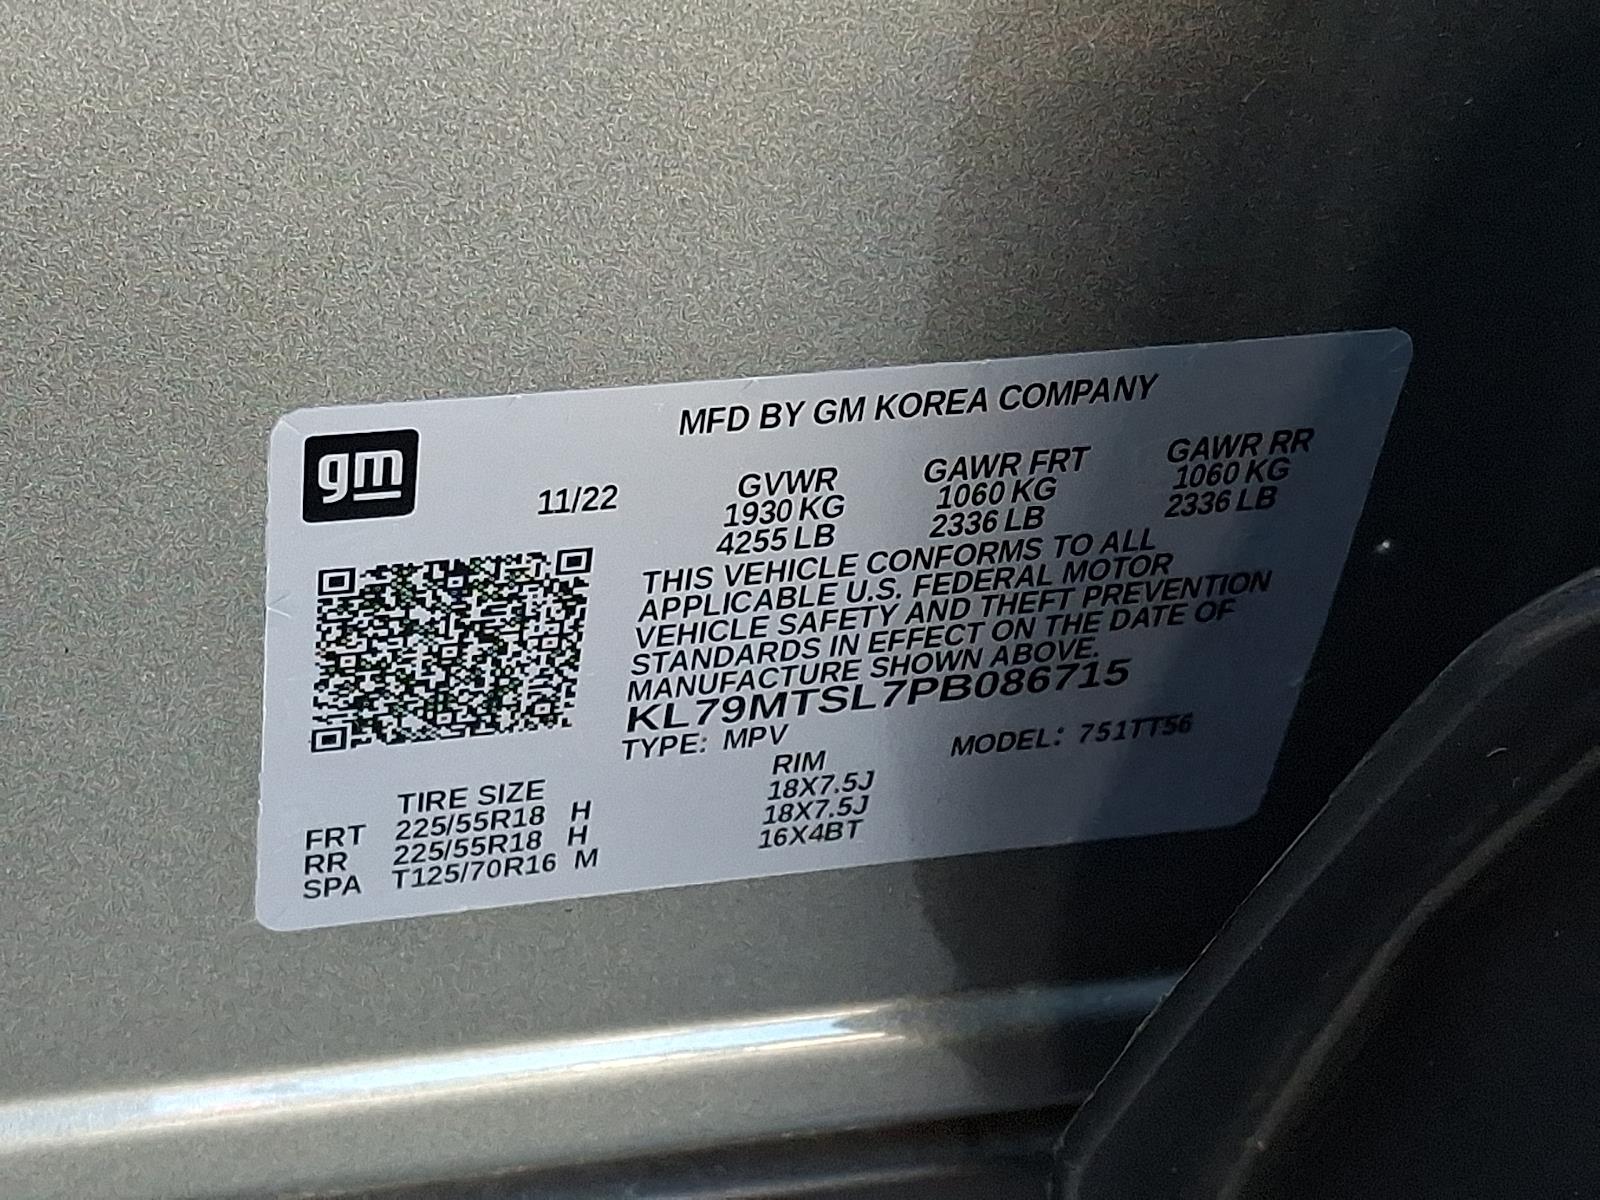 MFD BY GM KOREA COMPANY
gm
11/22
GVWR GAWR FRT GAWR RR
1930 KG 1060 KG 1060 KG
4255 LB 2336 LB 2336 LB
THIS VEHICLE CONFORMS TO ALL
APPLICABLE U.S. FEDERAL MOTOR
VEHICLE SAFETY AND THEFT PREVENTION
STANDARDS IN EFFECT ON THE DATE OF
MANUFACTURE SHOWN ABOVE.
KL79MTSL7PB086715
TYPE: MPV MODEL: 751TT56
TIRE SIZE RIM
FRT 225/55R18 H 18X7.5J
RR 225/55R18 H 18X7.5J
SPA T125/70R16 M 16X4BT